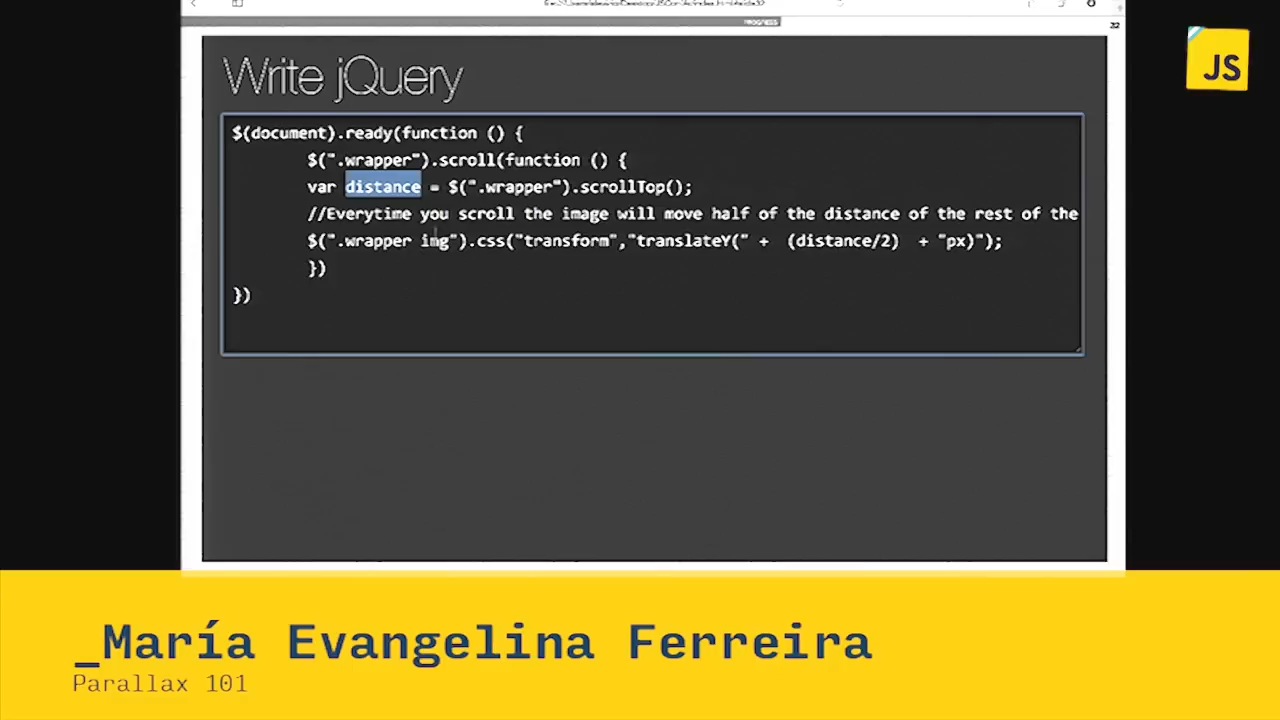 PROGRESS
32
JS
Write jQuery
$(document).ready(function () {
$(".wrapper").scroll(function () {
var distance = $(".wrapper").scrollTop();
//Everytime you scroll the image will move half of the distance of the rest of the
$(".wrapper img").css("transform","translateY(" + (distance/2) + "px)");
})
})
_María Evangelina Ferreira
Parallax 101